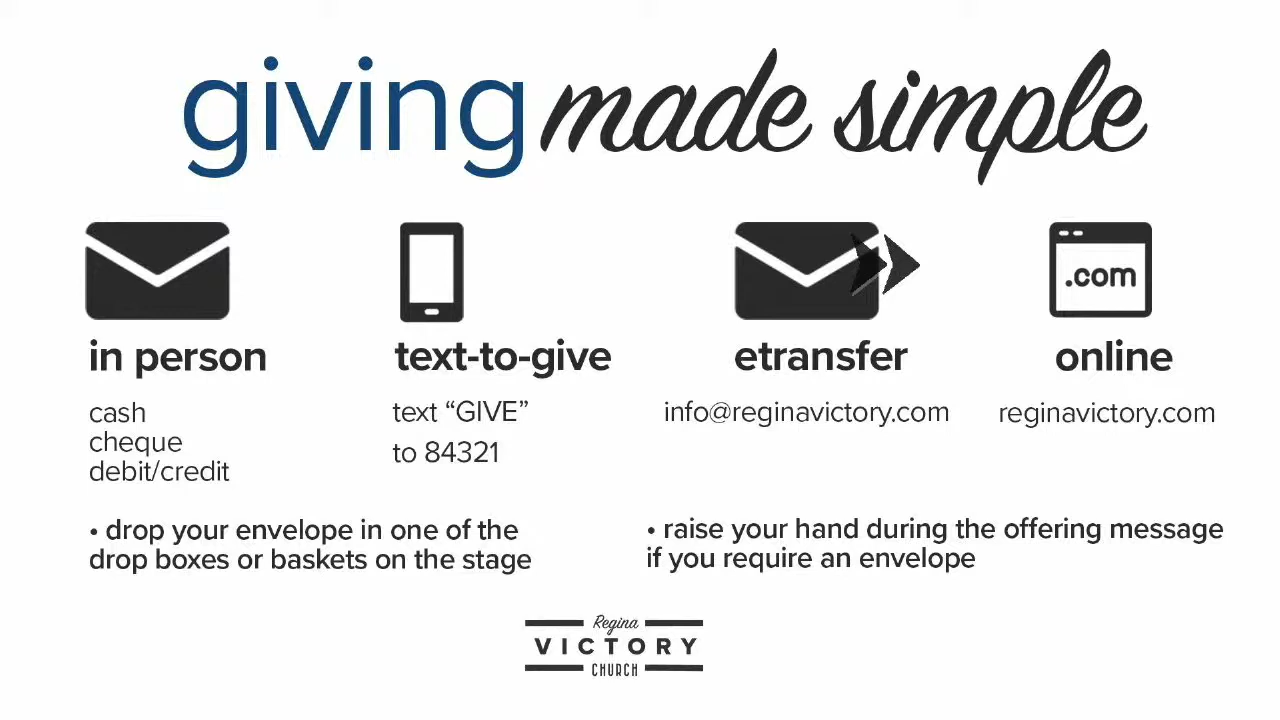 giving made simple
.com
in person
cash
cheque
debit/credit
text-to-give
text “GIVE”
to 84321
etransfer
info@reginavictory.com
online
reginavictory.com
• drop your envelope in one of the
drop boxes or baskets on the stage
• raise your hand during the offering message
if you require an envelope
Regina
VICTORY
CHURCH